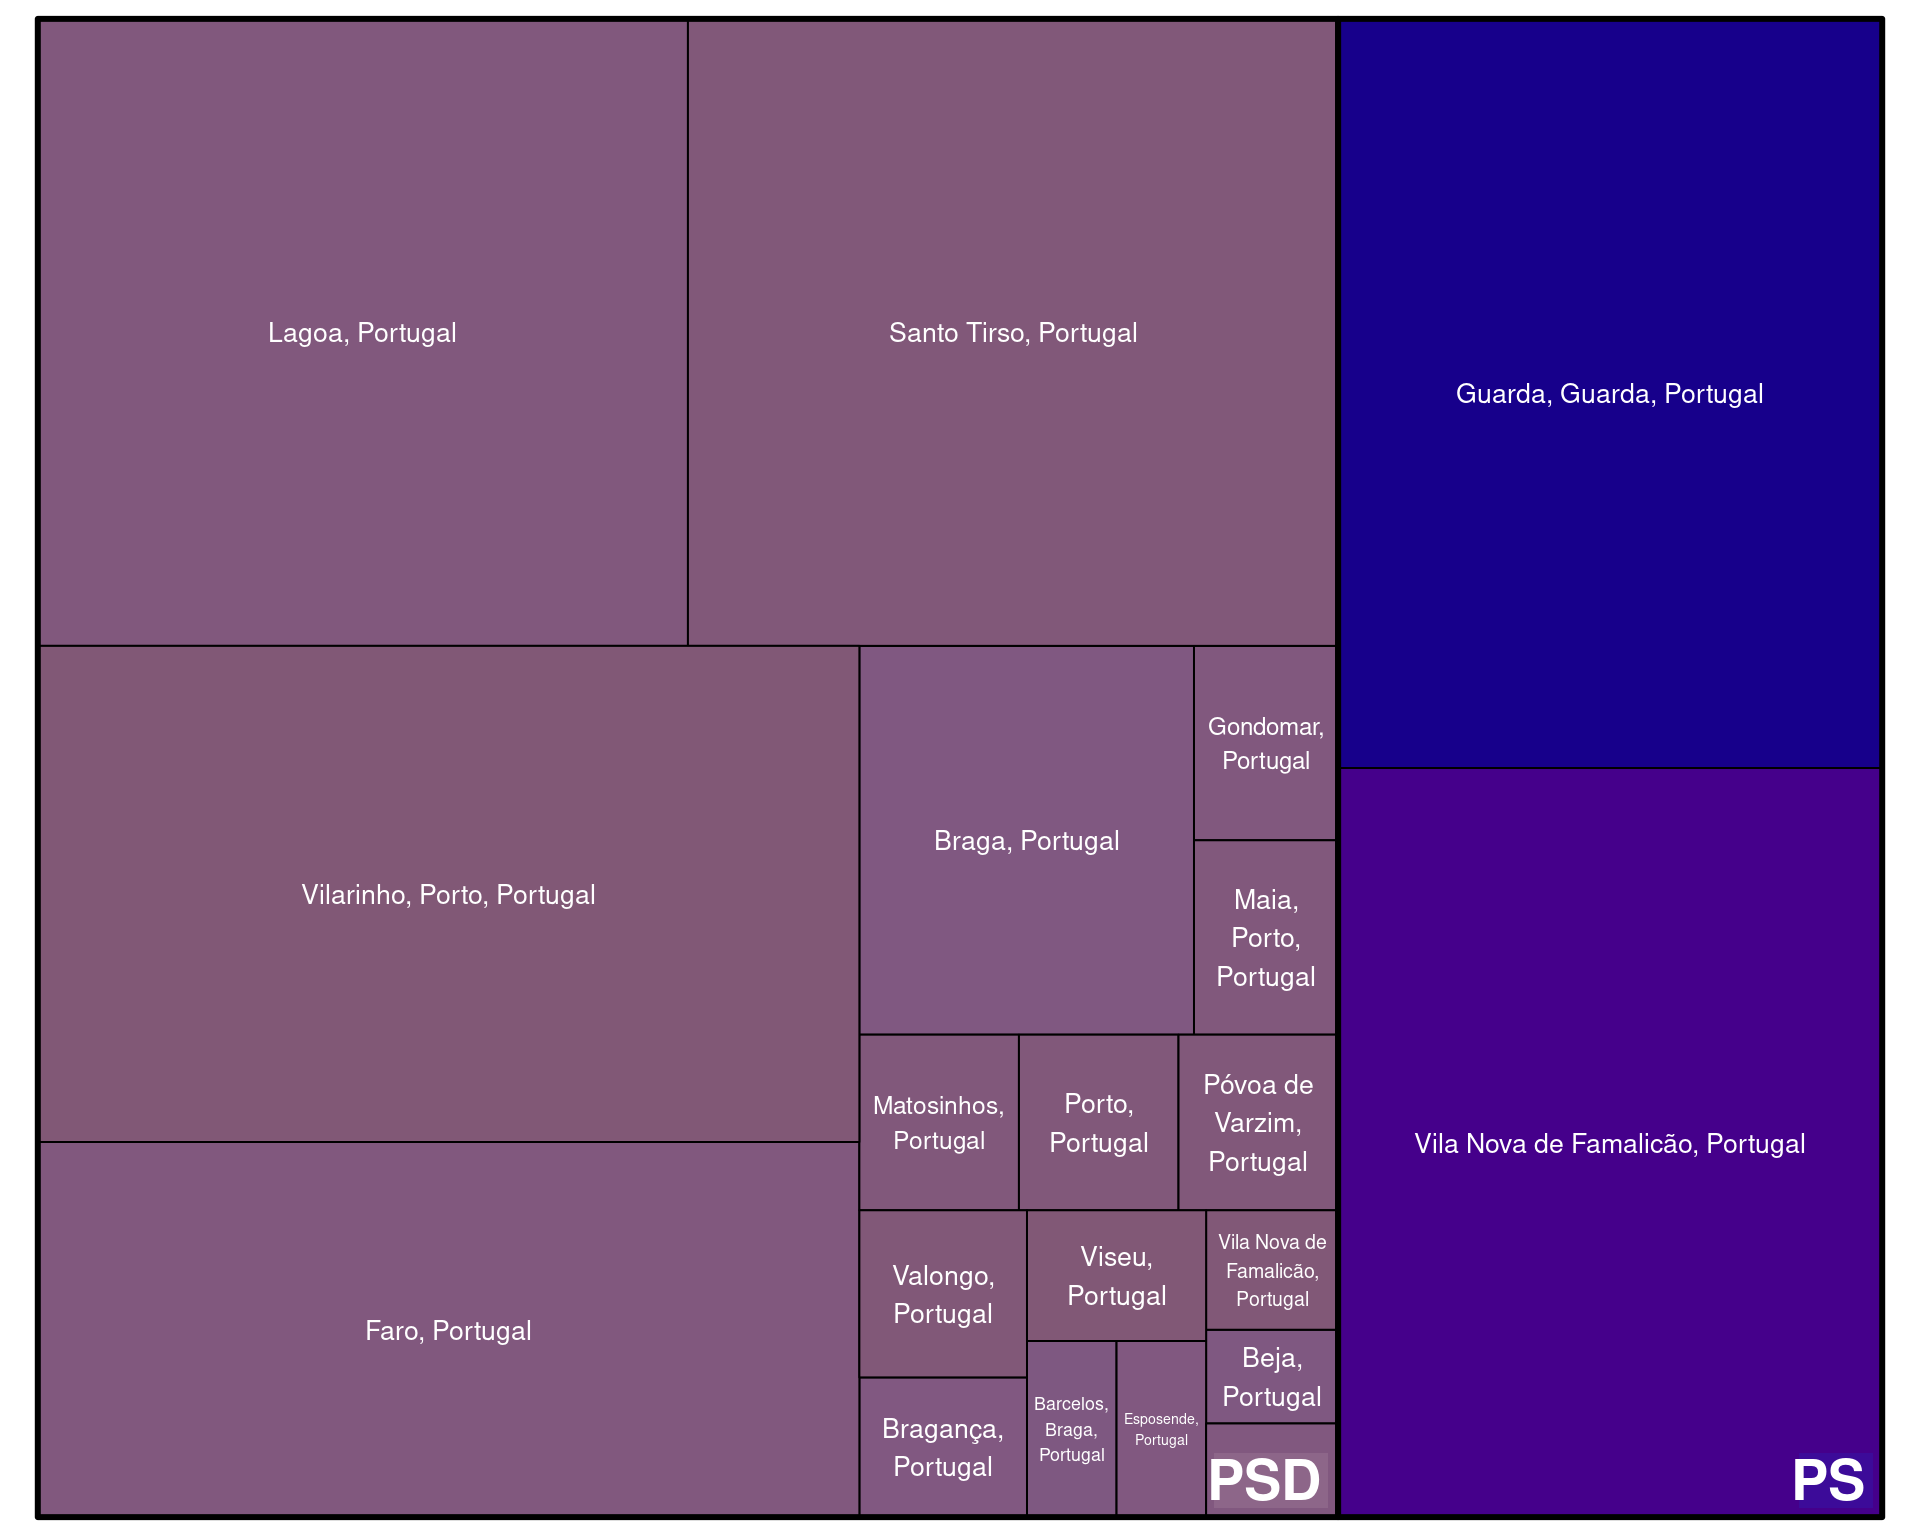 Lagoa, Portugal
Santo Tirso, Portugal
Guarda, Guarda, Portugal
Vilarinho, Porto, Portugal
Braga, Portugal
Gondomar,
Portugal
Maia,
Porto,
Portugal
Matosinhos,
Portugal
Porto,
Portugal
Póvoa de
Varzim,
Portugal
Vila Nova de Famalicão, Portugal
Faro, Portugal
Valongo,
Portugal
Viseu,
Portugal
Vila Nova de
Famalicão,
Portugal
Beja,
Portugal
Bragança,
Portugal
Barcelos,
Braga,
Portugal
Esposende,
Portugal
PSD
PS